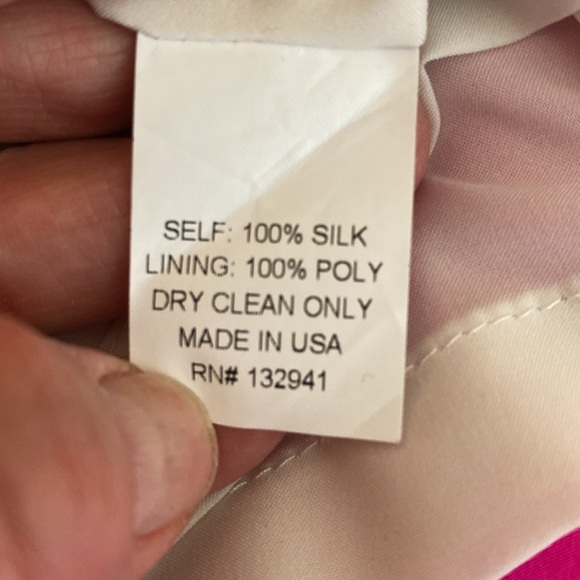 SELF: 100% SILK
LINING: 100% POLY
DRY CLEAN ONLY
MADE IN USA
RN# 132941